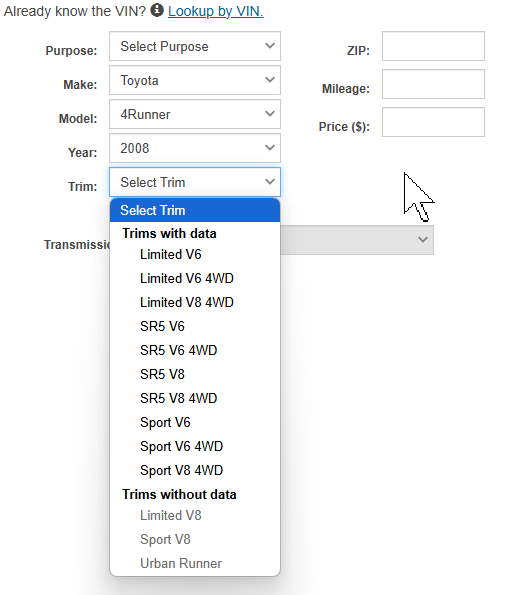 Already know the VIN? Lookup by VIN.
Purpose: Select Purpose ZIP:
Make: Toyota Mileage:
Model: 4Runner Price ($):
Year: 2008
Trim: Select Trim
Select Trim
Trims with data
Limited V6
Transmissio
Limited V6 4WD
Limited V8 4WD
SR5 V6
SR5 V6 4WD
SR5 V8
SR5 V8 4WD
Sport V6
Sport V6 4WD
Sport V8 4WD
Trims without data
Limited V8
Sport V8
Urban Runner